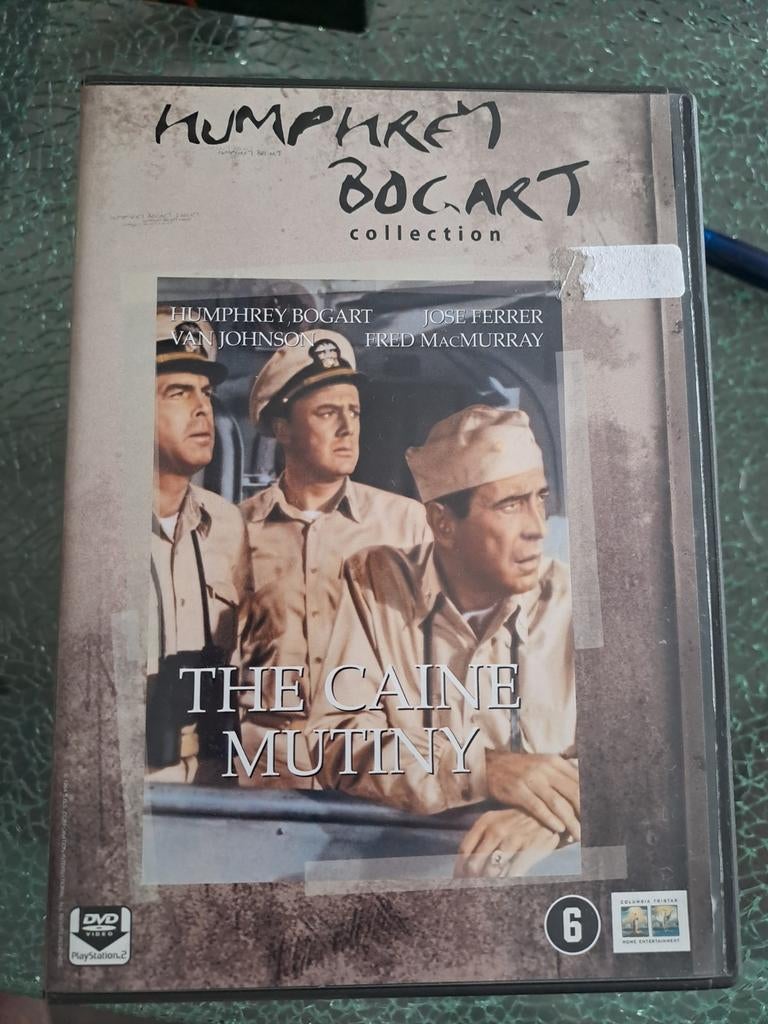 HUMPHREY
BOGART
collection
HUMPHREY BOGART JOSE FERRER
VAN JOHNSON FRED MACMURRAY
THE CAINE
MUTINY
DVD
VIDEO
PlayStation.2
6
COLUMBIA TRISTAR
HOME ENTERTAINMENT